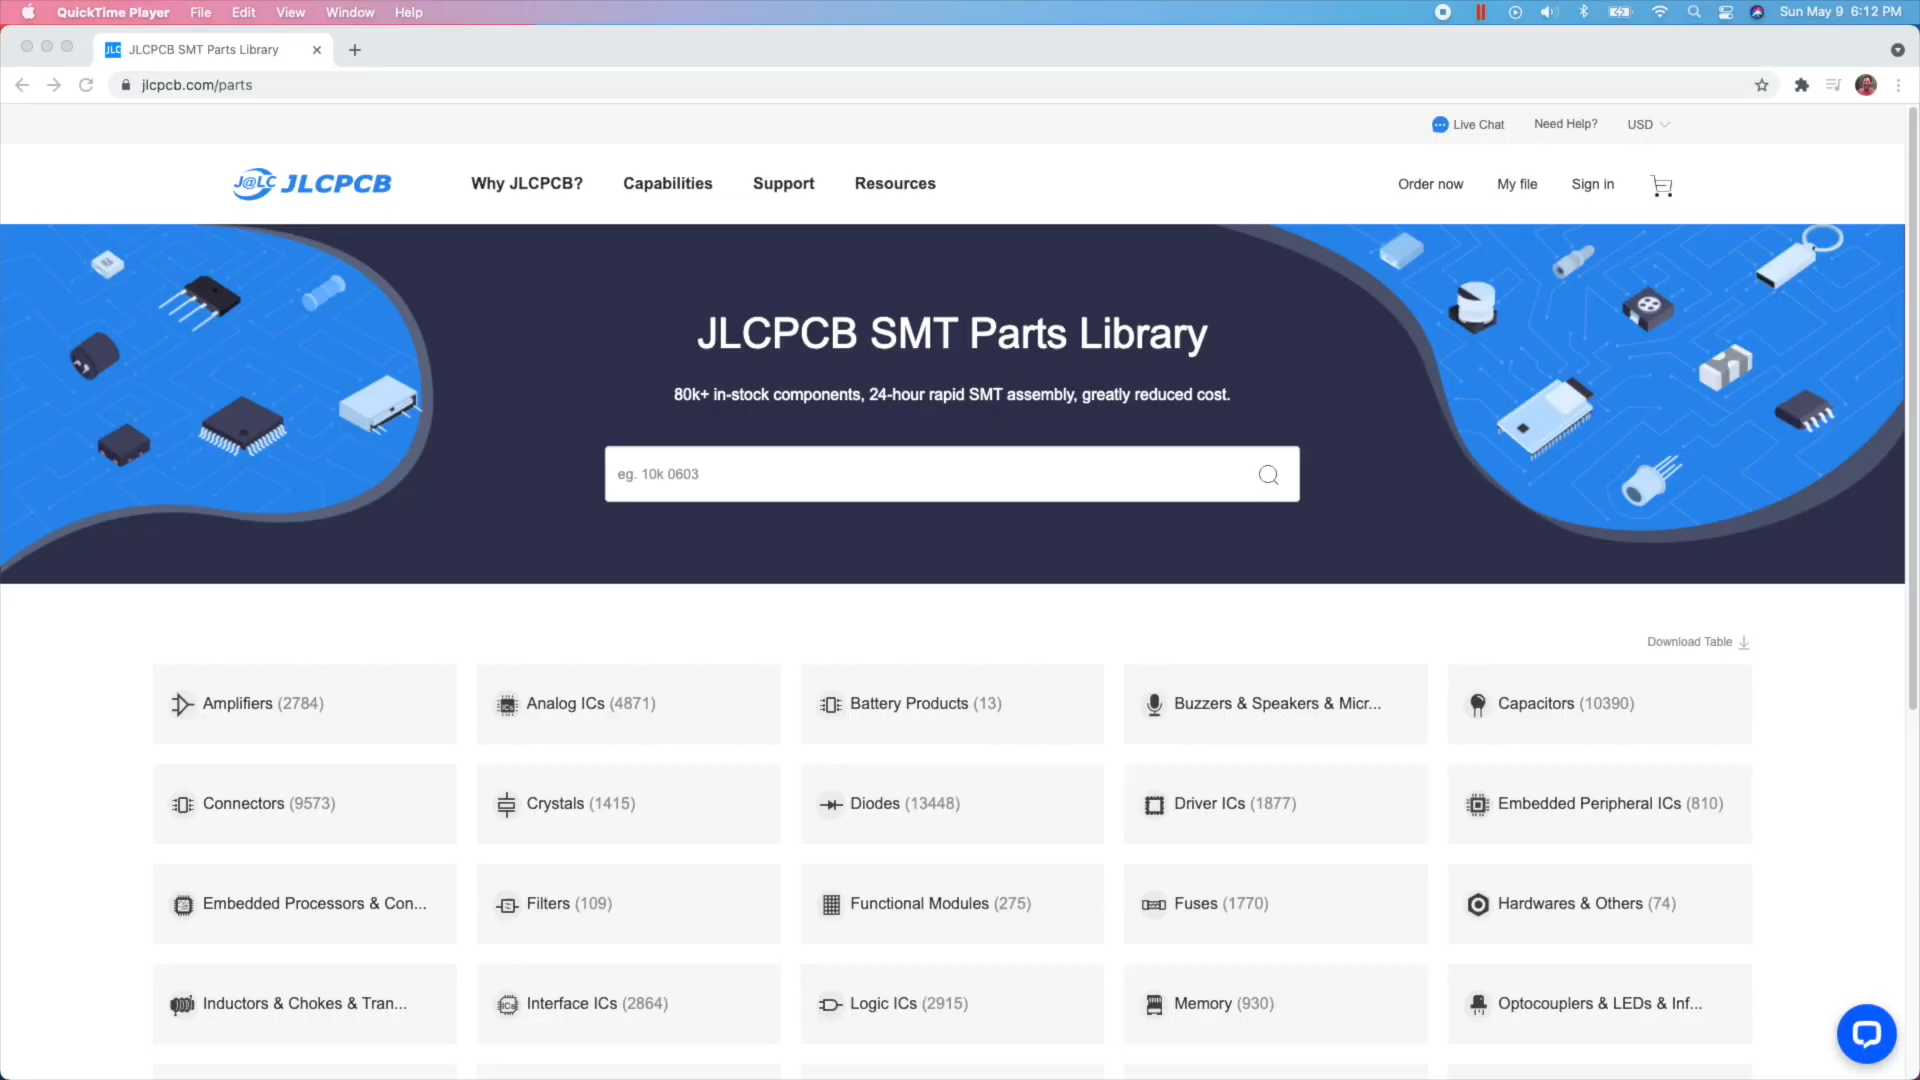 QuickTime Player File Edit View Window Help Sun May 9 6:12 PM
JLC JLCPCB SMT Parts Library
jlcpcb.com/parts
Live Chat Need Help? USD
J@LC JLCPCB Why JLCPCB? Capabilities Support Resources Order now My file Sign in
JLCPCB SMT Parts Library
80k+ in-stock components, 24-hour rapid SMT assembly, greatly reduced cost.
eg. 10k 0603
Download Table
Amplifiers (2784) Analog ICs (4871) Battery Products (13) Buzzers & Speakers & Micr... Capacitors (10390)
Connectors (9573) Crystals (1415) Diodes (13448) Driver ICs (1877) Embedded Peripheral ICs (810)
Embedded Processors & Con... Filters (109) Functional Modules (275) Fuses (1770) Hardwares & Others (74)
Inductors & Chokes & Tran... Interface ICs (2864) Logic ICs (2915) Memory (930) Optocouplers & LEDs & Inf...